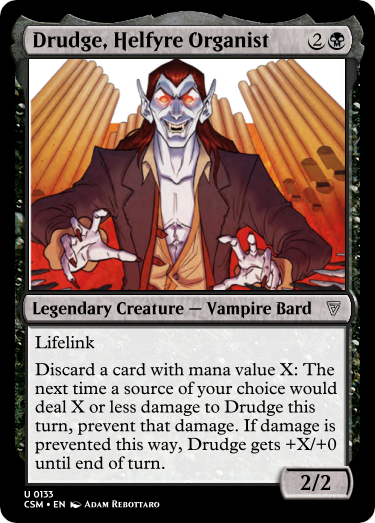 Drudge, Helfyre Organist 2
Legendary Creature — Vampire Bard
Lifelink
Discard a card with mana value X: The
next time a source of your choice would
deal X or less damage to Drudge this
turn, prevent that damage. If damage is
prevented this way, Drudge gets +X/+0
until end of turn.
2/2
U 0133
CSM • EN Adam Rebottaro